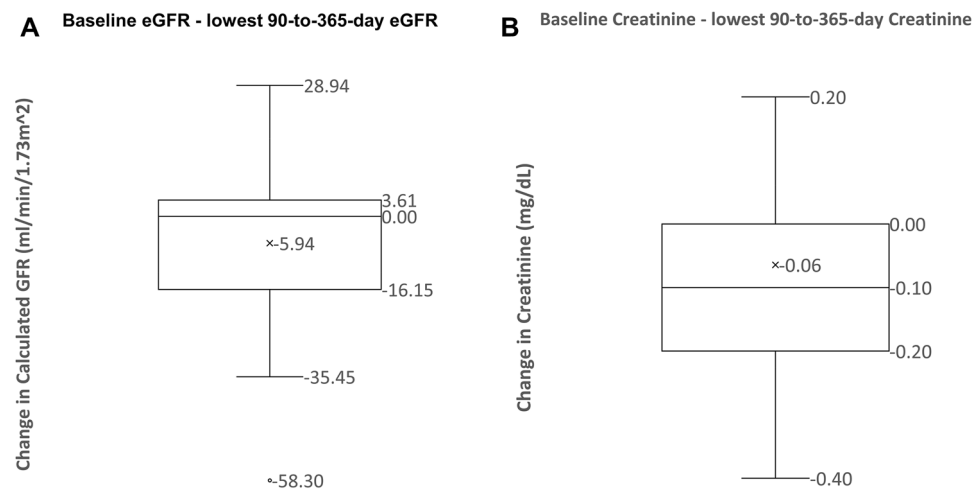 A
Baseline eGFR - lowest 90-to-365-day eGFR
Change in Calculated GFR (ml/min/1.73m^2)
28.94
3.61
0.00
×-5.94
-16.15
-35.45
-58.30
B
Baseline Creatinine - lowest 90-to-365-day Creatinine
Change in Creatinine (mg/dL)
0.20
0.00
×-0.06
-0.10
-0.20
-0.40